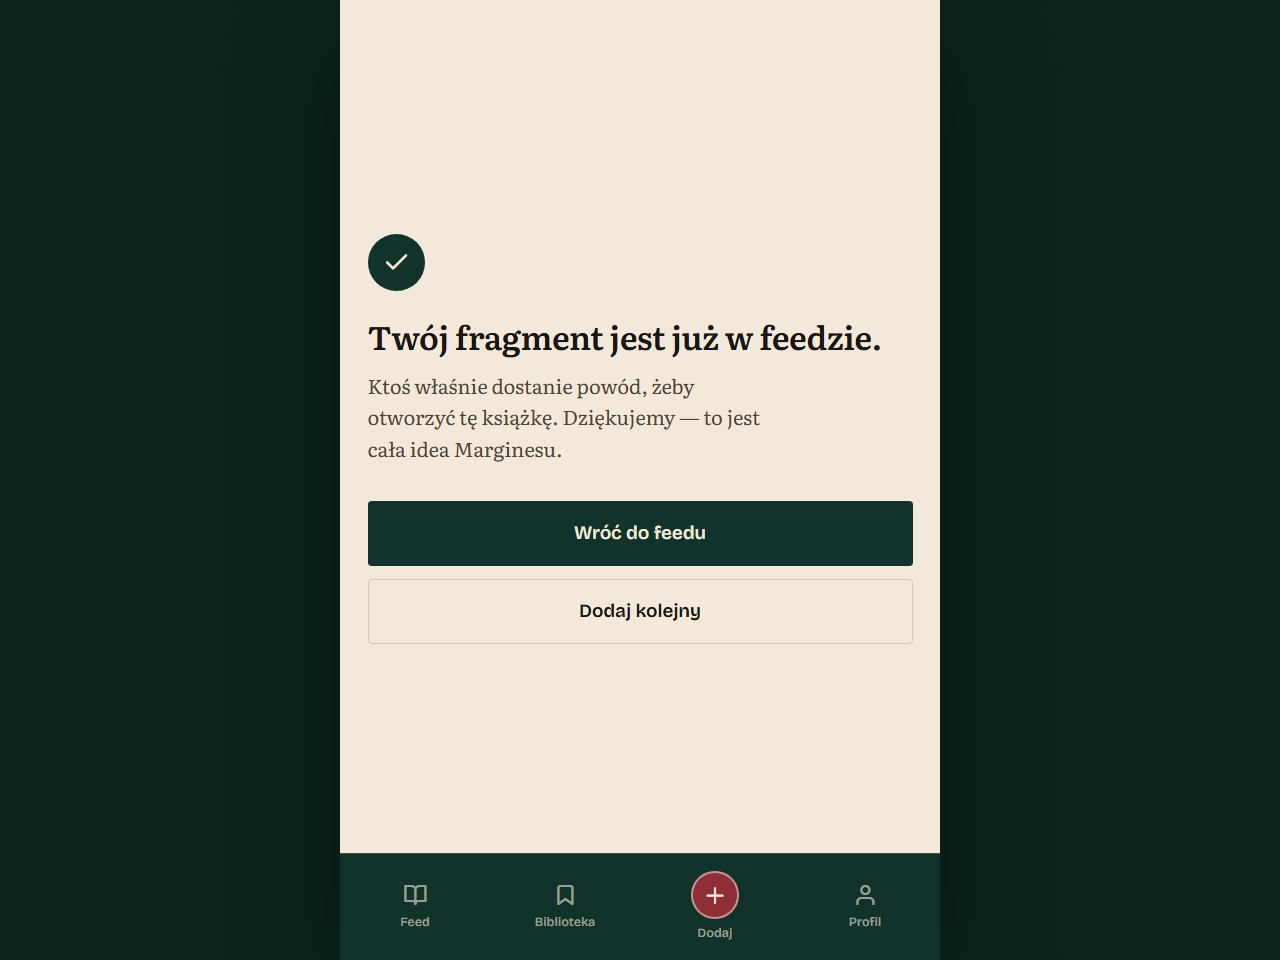 Twój fragment jest już w feedzie.
Ktoś właśnie dostanie powód, żeby
otworzyć tę książkę. Dziękujemy — to jest
cała idea Marginesu.
Wróć do feedu
Dodaj kolejny
Feed
Biblioteka
Dodaj
Profil